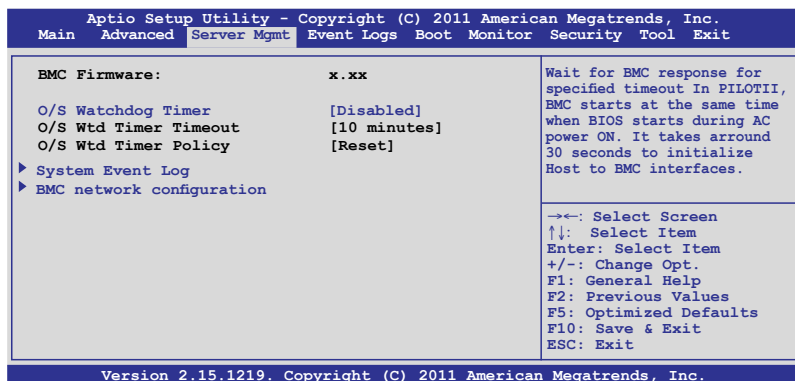 Aptio Setup Utility - Copyright (C) 2011 American Megatrends, Inc.
Main Advanced Server Mgmt Event Logs Boot Monitor Security Tool Exit
BMC Firmware: x.xx
O/S Watchdog Timer [Disabled]
O/S Wtd Timer Timeout [10 minutes]
O/S Wtd Timer Policy [Reset]
System Event Log
BMC network configuration
Wait for BMC response for
specified timeout In PILOTII,
BMC starts at the same time
when BIOS starts during AC
power ON. It takes arround
30 seconds to initialize
Host to BMC interfaces.
→←: Select Screen
↑↓: Select Item
Enter: Select Item
+/-: Change Opt.
F1: General Help
F2: Previous Values
F5: Optimized Defaults
F10: Save & Exit
ESC: Exit
Version 2.15.1219. Copyright (C) 2011 American Megatrends, Inc.